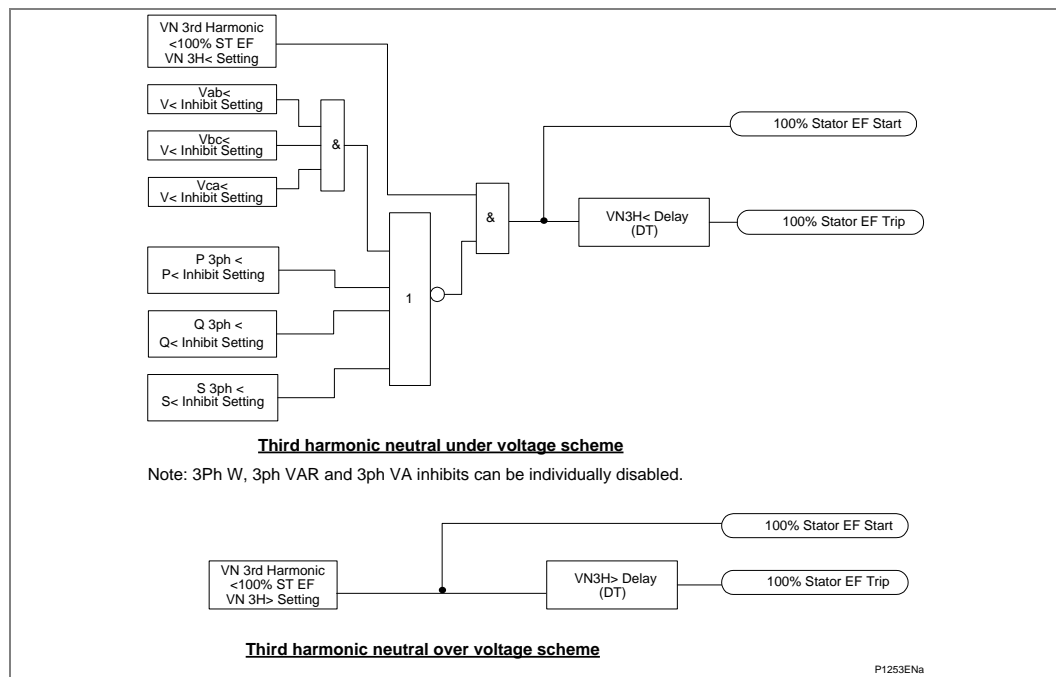 VN 3rd Harmonic
<100% ST EF
VN 3H< Setting
Vab<
V< Inhibit Setting
Vbc<
V< Inhibit Setting
Vca<
V< Inhibit Setting
&
&
100% Stator EF Start
VN3H< Delay
(DT)
100% Stator EF Trip
P 3ph <
P< Inhibit Setting
1
Q 3ph <
Q< Inhibit Setting
S 3ph <
S< Inhibit Setting
Third harmonic neutral under voltage scheme
Note: 3Ph W, 3ph VAR and 3ph VA inhibits can be individually disabled.
100% Stator EF Start
VN 3rd Harmonic
<100% ST EF
VN 3H> Setting
VN3H> Delay
(DT)
100% Stator EF Trip
Third harmonic neutral over voltage scheme
P1253ENa